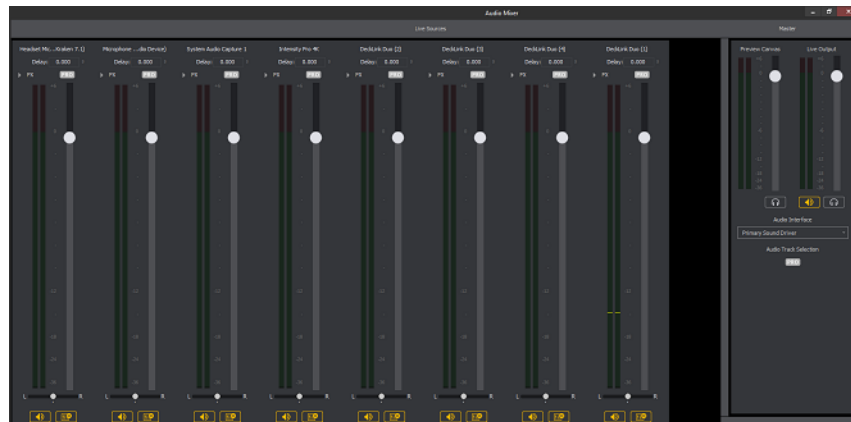 Audio Mixer
Live Sources
Master
Headset Mic...Kraken 7.1)
Microphone ...dio Device)
System Audio Capture 1
Intensity Pro 4K
DeckLink Duo (2)
DeckLink Duo (3)
DeckLink Duo (4)
DeckLink Duo (1)
Preview Canvas
Live Output
Delay: 0.000
Delay: 0.000
Delay: 0.000
Delay: 0.000
Delay: 0.000
Delay: 0.000
Delay: 0.000
Delay: 0.000
FX PRO
FX PRO
FX PRO
FX PRO
FX PRO
FX PRO
FX PRO
FX PRO
L R
L R
L R
L R
L R
L R
L R
L R
Audio Interface
Primary Sound Driver
Audio Track Selection
PRO